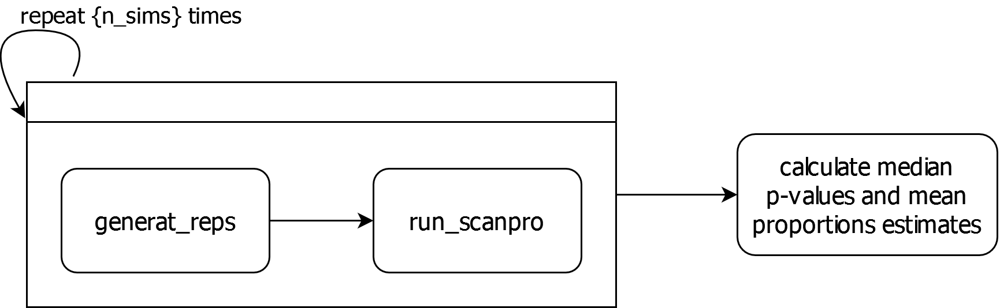 repeat {n_sims} times
generat_reps
run_scanpro
calculate median
p-values and mean
proportions estimates